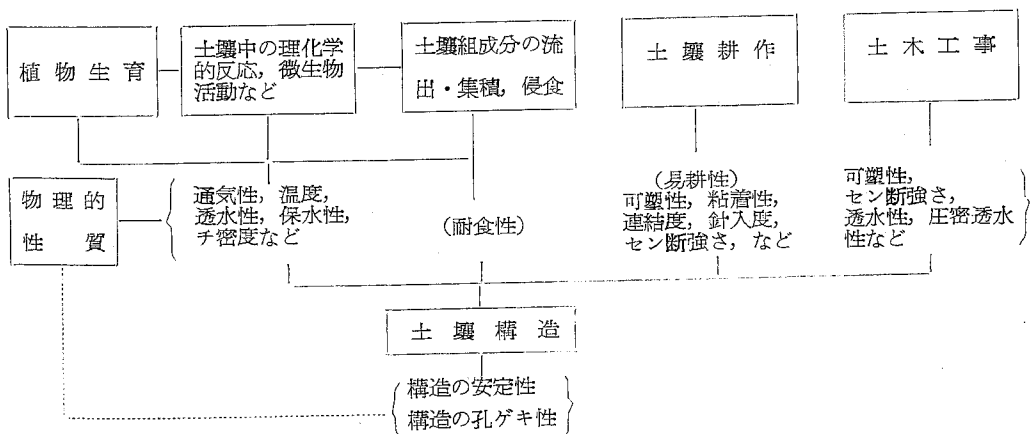 植物生育
土壌中の理化学
的反応，微生物
活動など
土壌組成分の流
出・集積，侵食
土壌耕作
土木工事
物理的
性質
通気性，温度，
透水性，保水性，
チ密度など
(耐食性)
(易耕性)
可塑性，粘着性，
連結度，針入度，
セン断強さ，など
可塑性，
セン断強さ，
透水性，圧密透水
性など
土壌構造
構造の安定性
構造の孔ゲキ性